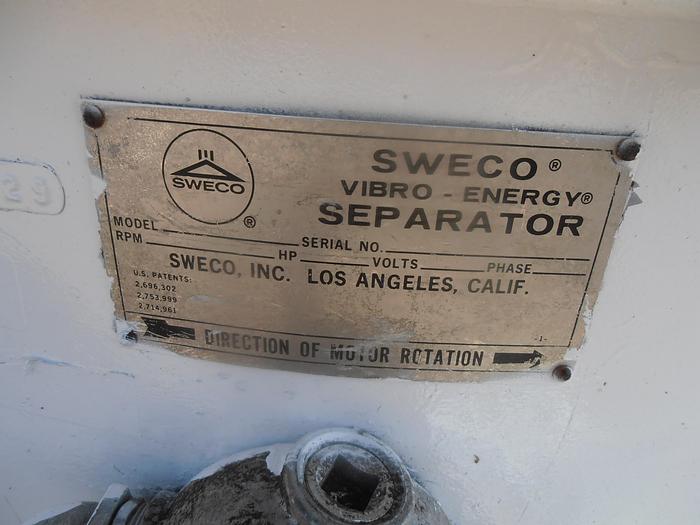 SWECO
®
SWECO®
VIBRO - ENERGY®
SEPARATOR
MODEL SERIAL NO.
RPM HP VOLTS PHASE
SWECO, INC. LOS ANGELES, CALIF.
U.S. PATENTS:
2,696,302
2,753,999
2,714,961
-1-
DIRECTION OF MOTOR ROTATION